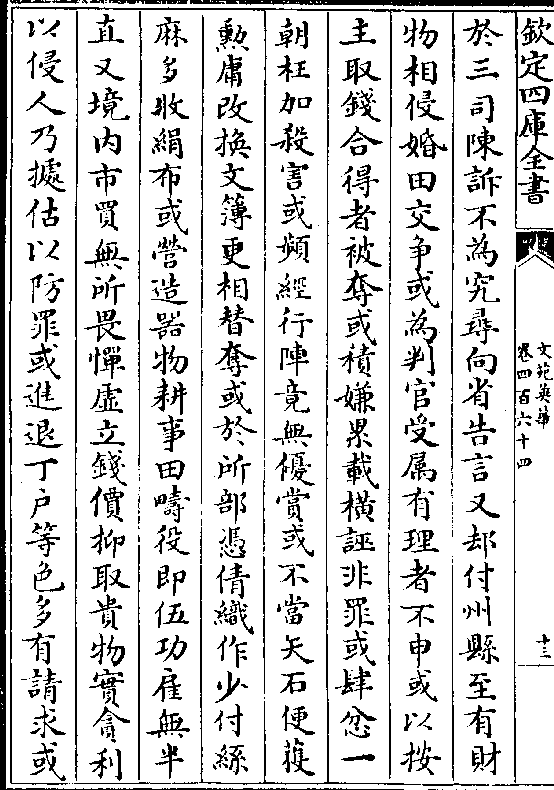 欽定四庫全書
文苑英華
卷四百六十四
十三
於三司陳訴不為究尋向省告言又却付州縣至有財
物相侵婚田交爭或為判官受属有理者不申或以按
主取錢合得者被奪或積嫌累載橫誣非罪或肆忿一
朝枉加殺害或頻經行陣竟無優賞或不當矢石便獲
勲庸改換文簿更相替奪或於所部憑倩織作少付絲
麻多收絹布或營造器物耕事田疇役即伍功雇無半
直又境内市買無所畏憚虚立錢價抑取貴物實貪利
以侵人乃據估以防罪或進退丁户等色多有請求或